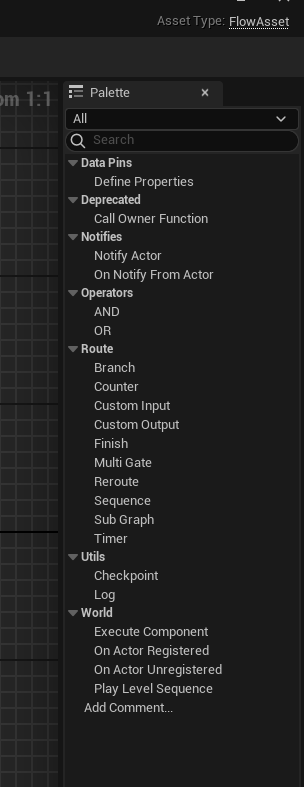 Asset Type: FlowAsset
om 1:1
Palette
All
Search
Data Pins
Define Properties
Deprecated
Call Owner Function
Notifies
Notify Actor
On Notify From Actor
Operators
AND
OR
Route
Branch
Counter
Custom Input
Custom Output
Finish
Multi Gate
Reroute
Sequence
Sub Graph
Timer
Utils
Checkpoint
Log
World
Execute Component
On Actor Registered
On Actor Unregistered
Play Level Sequence
Add Comment...